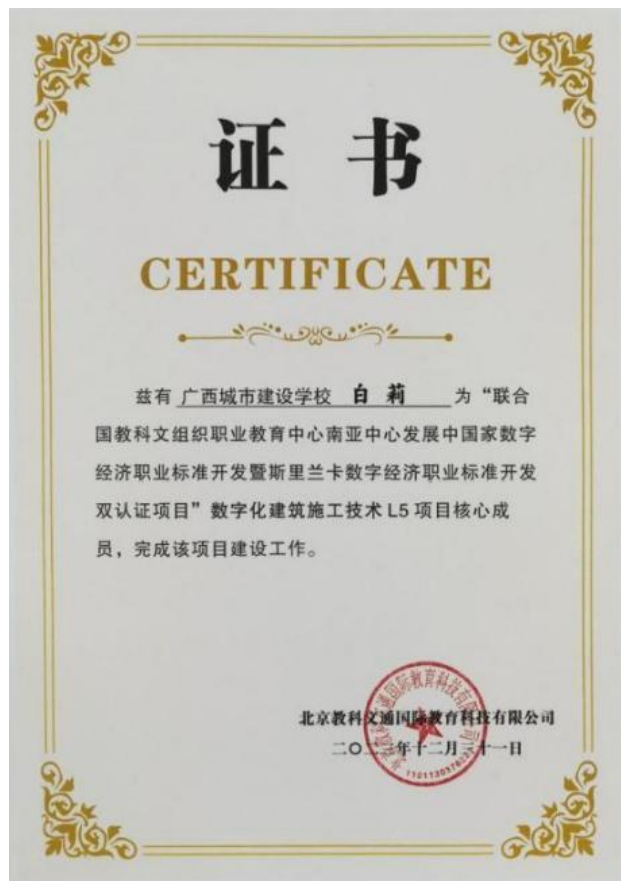 证 书
CERTIFICATE
兹有 广西城市建设学校 白 莉 为“联合
国教科文组织职业教育中心南亚中心发展中国家数字
经济职业标准开发暨斯里兰卡数字经济职业标准开发
双认证项目”数字化建筑施工技术L5项目核心成
员，完成该项目建设工作。
北京教科文通国际教育科技有限公司
二〇二 年十二月三十一日